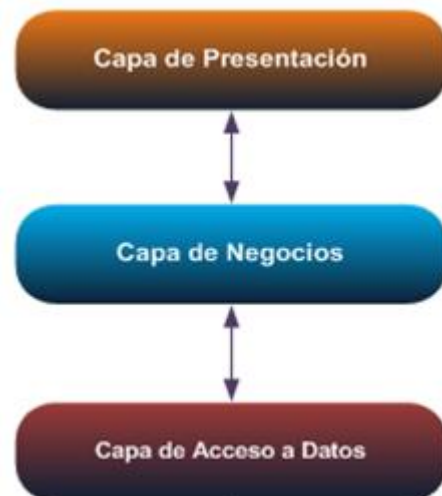 Capa de Presentación
Capa de Negocios
Capa de Acceso a Datos